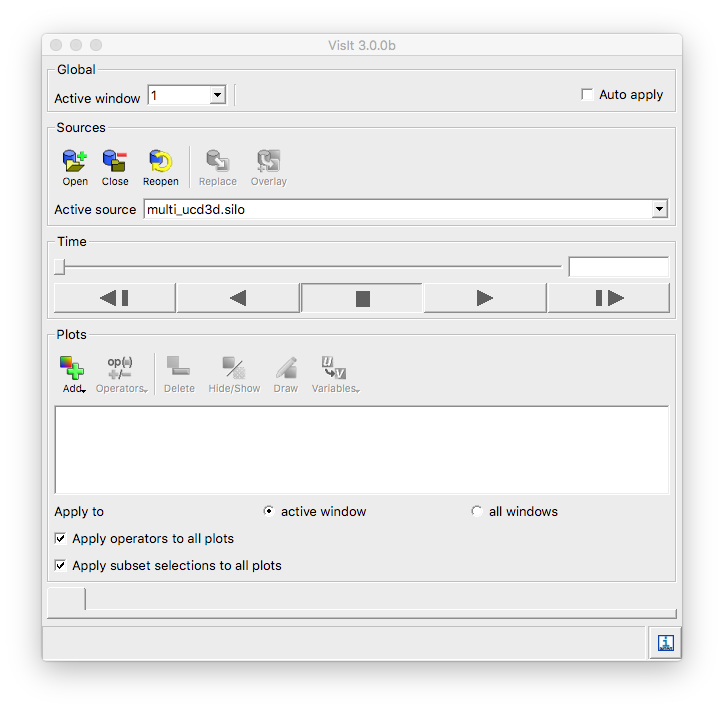 VisIt 3.0.0b
Global
Active window 1 Auto apply
Sources
Open Close Reopen Replace Overlay
Active source multi_ucd3d.silo
Time
Plots
op(=) +/-
U V
Add Operators Delete Hide/Show Draw Variables
Apply to active window all windows
Apply operators to all plots
Apply subset selections to all plots